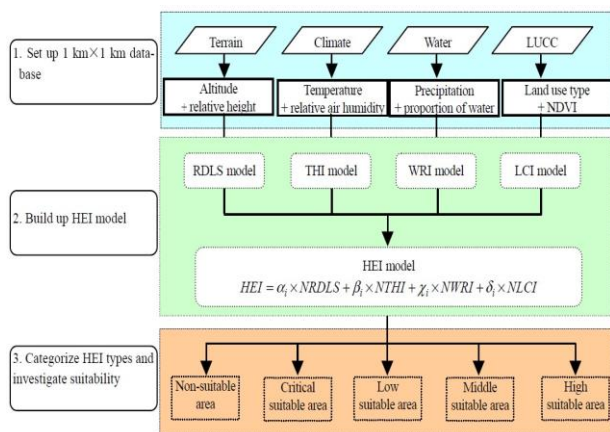 1. Set up 1 km×1 km data-
base
Terrain
Climate
Water
LUCC
Altitude
+ relative height
Temperature
+ relative air humidity
Precipitation
+ proportion of water
Land use type
+ NDVI
2. Build up HEI model
RDLS model
THI model
WRI model
LCI model
HEI model
HEI = αᵢ × NRDLS + βᵢ × NTHI + χᵢ × NWRI + δᵢ × NLCI
3. Categorize HEI types and
investigate suitability
Non-suitable
area
Critical
suitable area
Low
suitable area
Middle
suitable area
High
suitable area